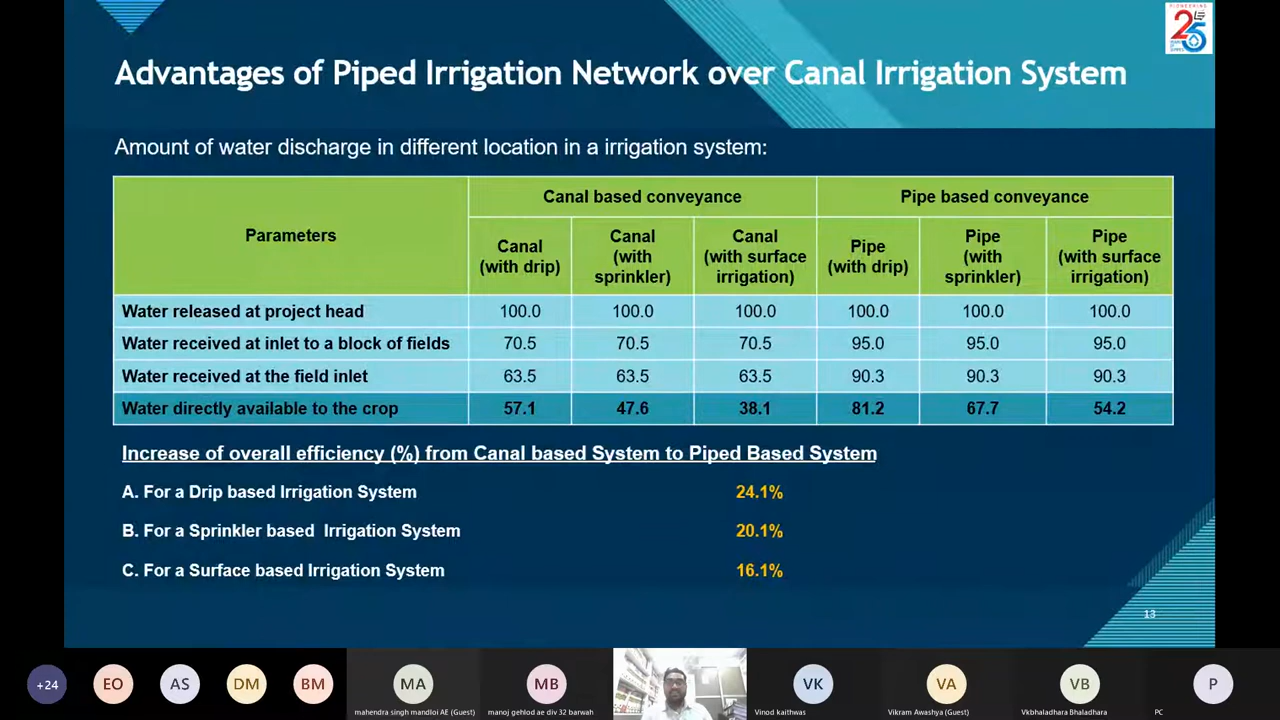 PIONEERING
25
Advantages of Piped Irrigation Network over Canal Irrigation System
Amount of water discharge in different location in a irrigation system:
Parameters Canal based conveyance Pipe based conveyance
Canal (with drip) Canal (with sprinkler) Canal (with surface irrigation) Pipe (with drip) Pipe (with sprinkler) Pipe (with surface irrigation)
Water released at project head 100.0 100.0 100.0 100.0 100.0 100.0
Water received at inlet to a block of fields 70.5 70.5 70.5 95.0 95.0 95.0
Water received at the field inlet 63.5 63.5 63.5 90.3 90.3 90.3
Water directly available to the crop 57.1 47.6 38.1 81.2 67.7 54.2
Increase of overall efficiency (%) from Canal based System to Piped Based System
A. For a Drip based Irrigation System 24.1%
B. For a Sprinkler based Irrigation System 20.1%
C. For a Surface based Irrigation System 16.1%
13
+24 EO AS DM BM MA MB VK VA VB P
mahendra singh mandloi AE (Guest) manoj gehlod ae div 32 barwah Vinod kaithwas Vikram Awashya (Guest) Vkbhaladhara Bhaladhara PC